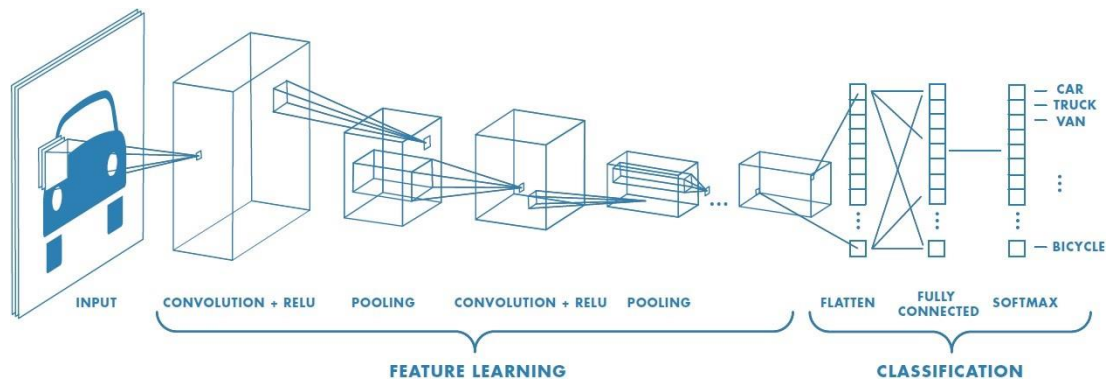 CAR
TRUCK
VAN
BICYCLE
INPUT
CONVOLUTION + RELU
POOLING
CONVOLUTION + RELU
POOLING
FLATTEN
FULLY
CONNECTED
SOFTMAX
FEATURE LEARNING
CLASSIFICATION